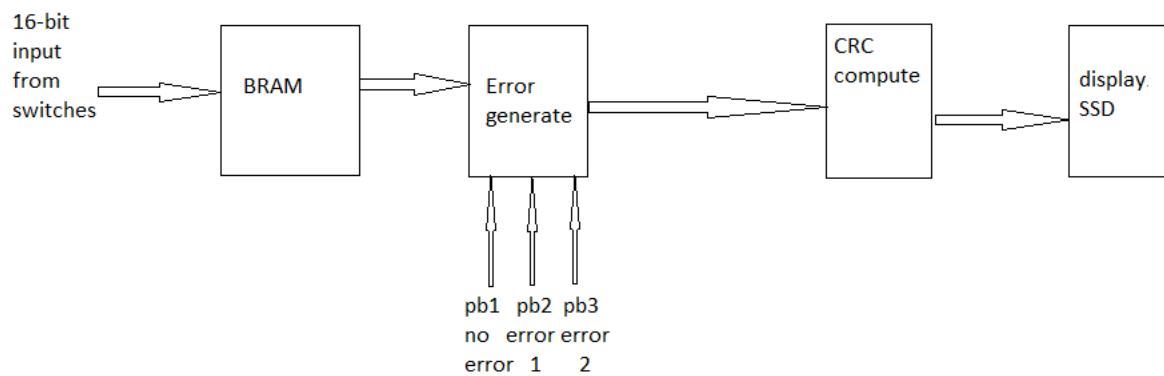 16-bit
input
from
switches
BRAM
Error
generate
CRC
compute
display
SSD
pb1
no
error
pb2
error
1
pb3
error
2